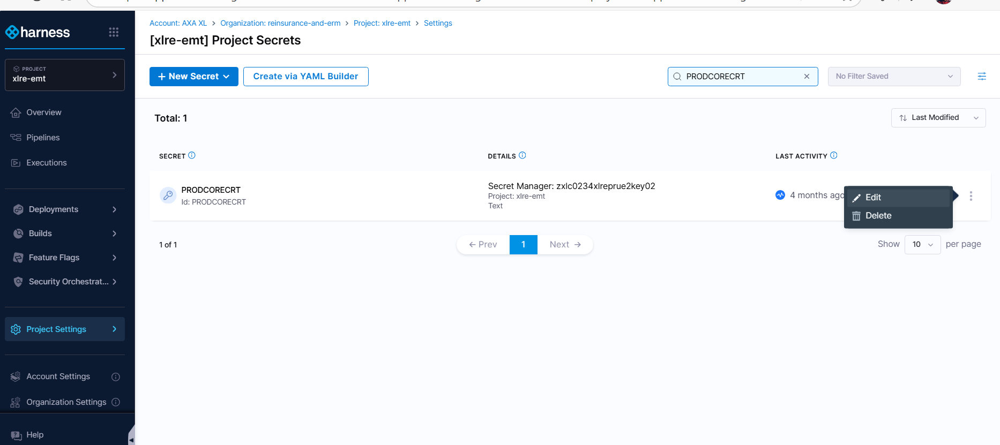 harness
Account: AXA XL > Organization: reinsurance-and-erm > Project: xlre-emt > Settings
[xlre-emt] Project Secrets
PROJECT
xlre-emt
+ New Secret
Create via YAML Builder
PRODCORECRT
No Filter Saved
Overview
Pipelines
Executions
Deployments
Builds
Feature Flags
Security Orchestrat...
Project Settings
Account Settings
Organization Settings
Help
Total: 1
Last Modified
SECRET
DETAILS
LAST ACTIVITY
PRODCORECRT
Id: PRODCORECRT
Secret Manager: zxlc0234xlreprue2key02
Project: xlre-emt
Text
4 months ago
Edit
Delete
1 of 1
← Prev
1
Next →
Show
10
per page